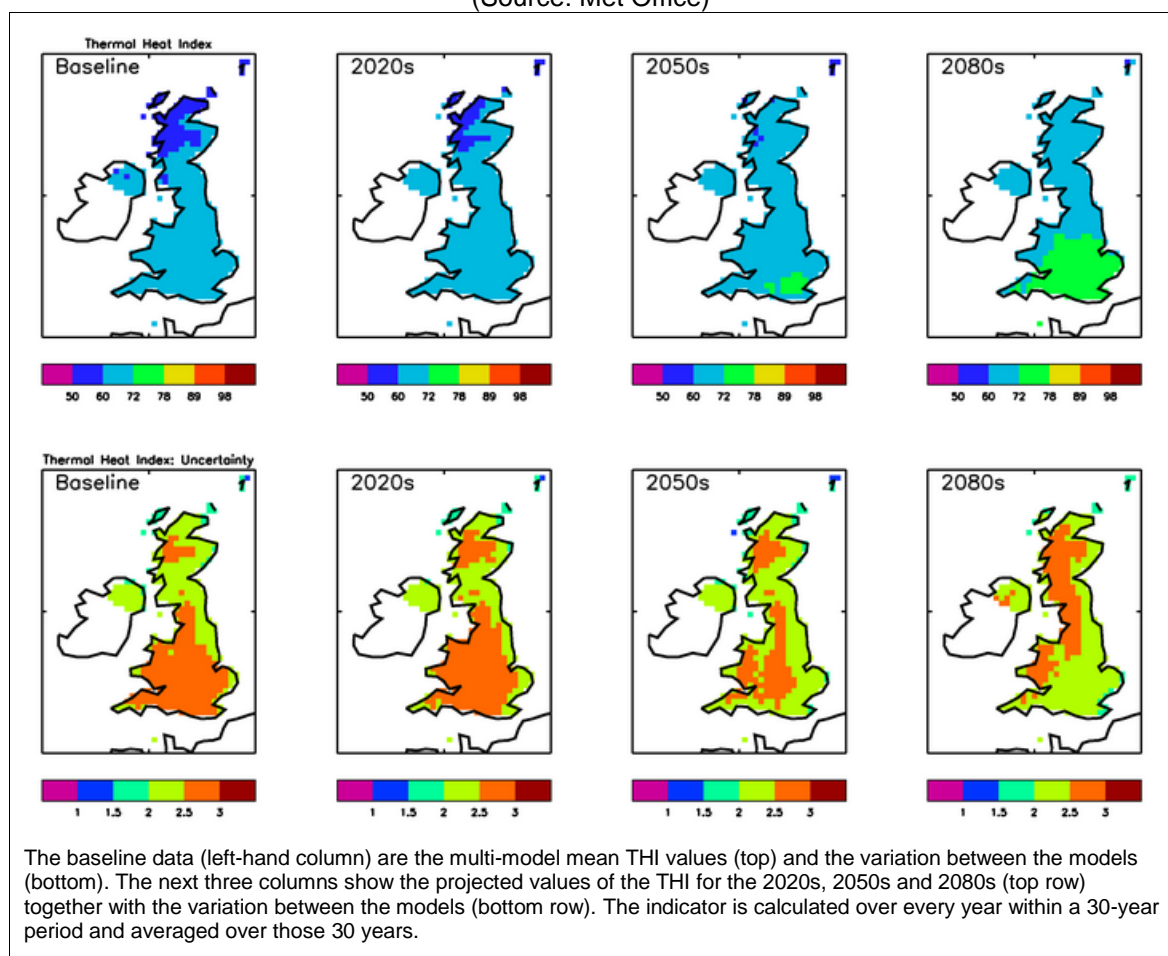 (Source: Met Office)
Thermal Heat Index
Baseline
2020s
2050s
2080s
50 60 72 78 89 98
50 60 72 78 89 98
50 60 72 78 89 98
50 60 72 78 89 98
Thermal Heat Index: Uncertainty
Baseline
2020s
2050s
2080s
1 1.5 2 2.5 3
1 1.5 2 2.5 3
1 1.5 2 2.5 3
1 1.5 2 2.5 3
The baseline data (left-hand column) are the multi-model mean THI values (top) and the variation between the models
(bottom). The next three columns show the projected values of the THI for the 2020s, 2050s and 2080s (top row)
together with the variation between the models (bottom row). The indicator is calculated over every year within a 30-year
period and averaged over those 30 years.